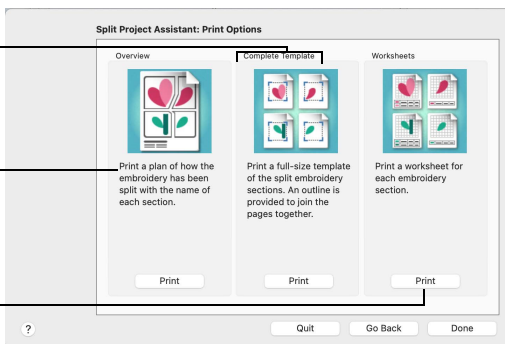 Split Project Assistant: Print Options
Overview
Print a plan of how the
embroidery has been
split with the name of
each section.
Print
Complete Template
Print a full-size template
of the split embroidery
sections. An outline is
provided to join the
pages together.
Print
Worksheets
Print a worksheet for
each embroidery
section.
Print
?
Quit
Go Back
Done